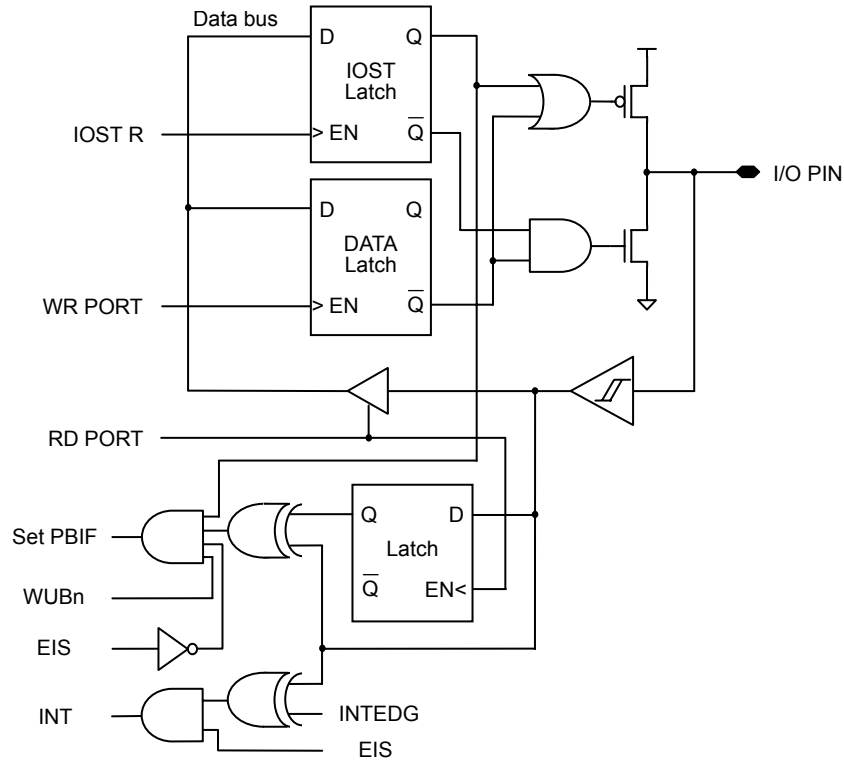 Data bus
D Q
IOST
Latch
IOST R
> EN Q̅
I/O PIN
D Q
DATA
Latch
WR PORT
> EN Q̅
RD PORT
Q D
Set PBIF
Latch
WUBn
Q̅ EN<
EIS
INT
INTEDG
EIS